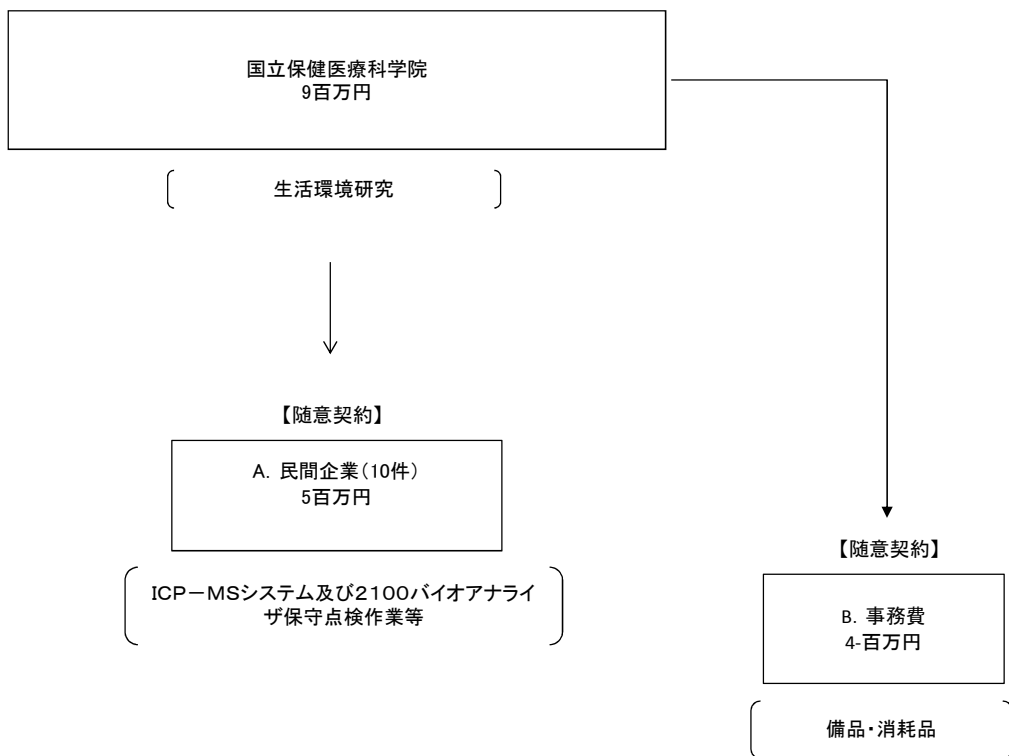 国立保健医療科学院
9百万円
生活環境研究
【随意契約】
A. 民間企業(10件)
5百万円
ICP－MSシステム及び2100バイオアナライ
ザ保守点検作業等
【随意契約】
B. 事務費
4-百万円
備品・消耗品